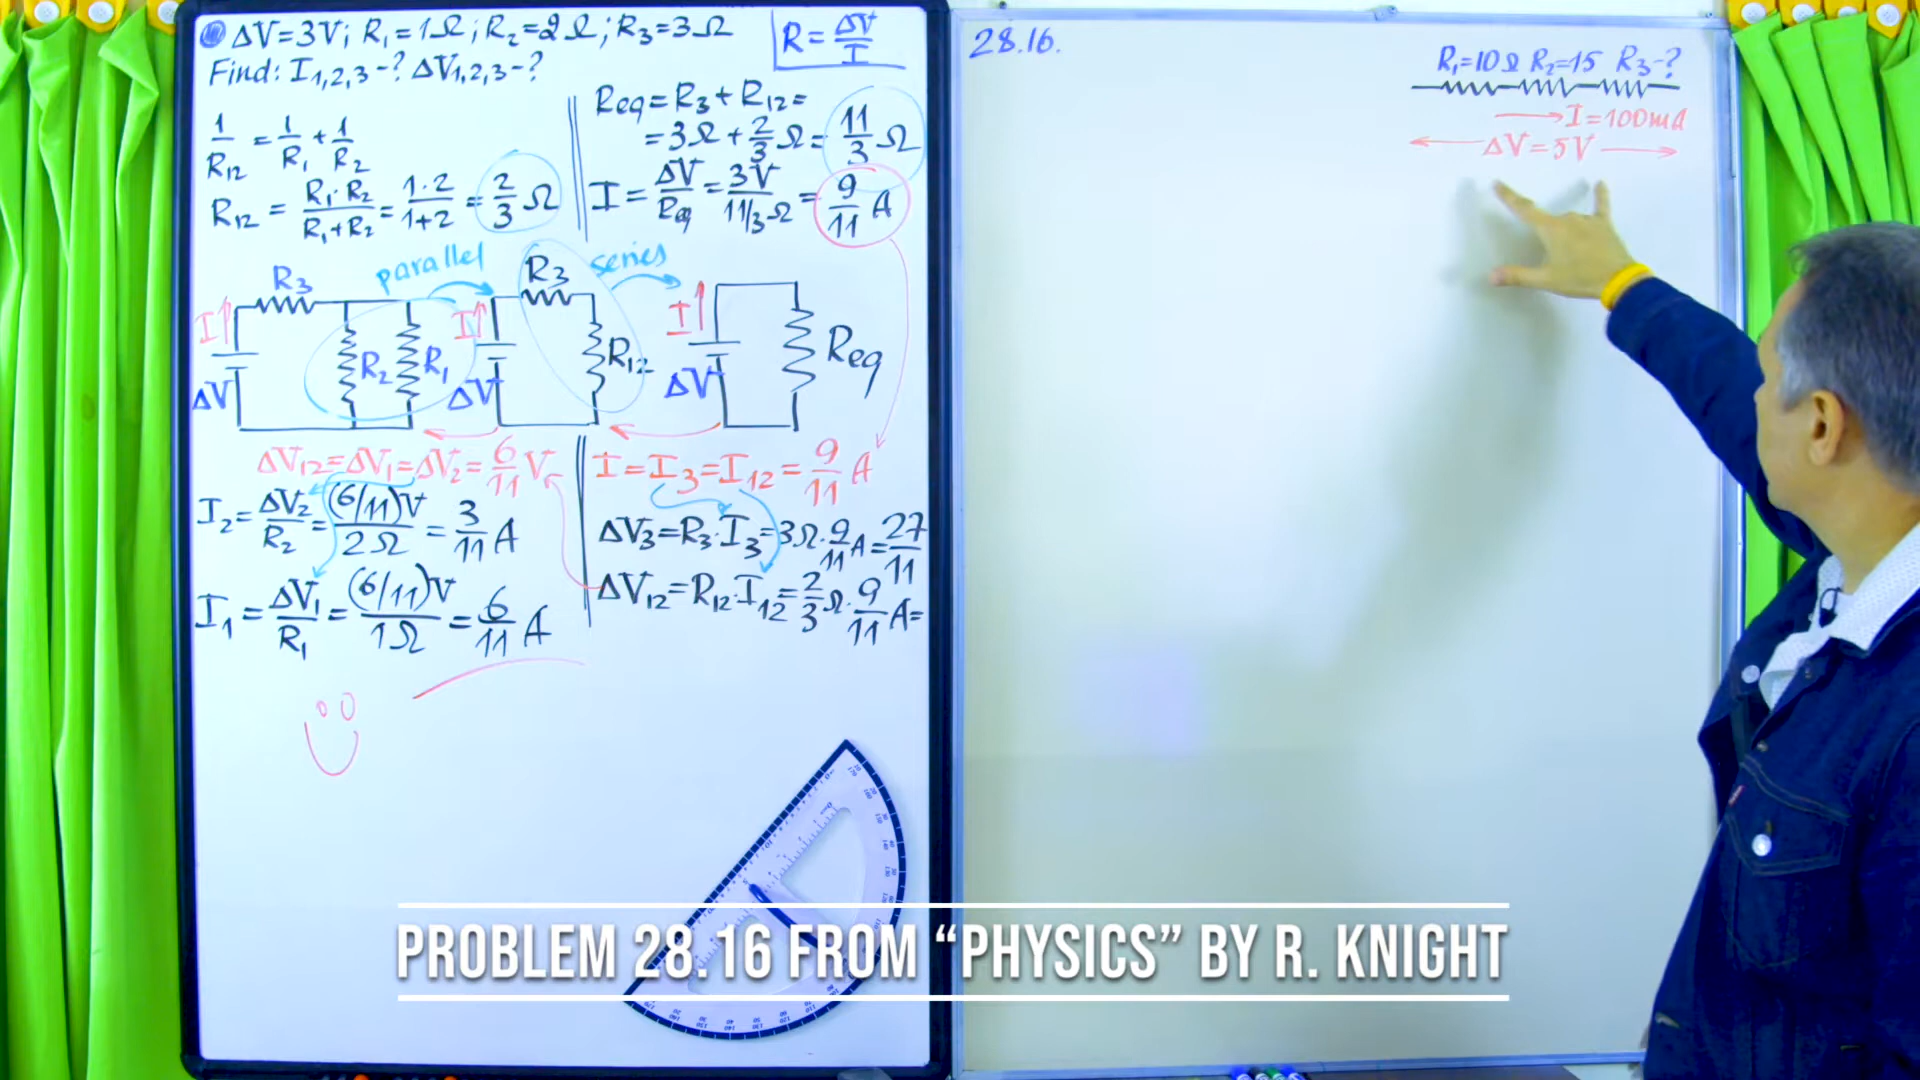 ΔV=3V; R₁=1Ω; R₂=2Ω; R₃=3Ω
R=ΔV/I
Find: I₁,₂,₃-? ΔV₁,₂,₃-?
1/R₁₂ = 1/R₁ + 1/R₂
R₁₂ = R₁·R₂/R₁+R₂ = 1·2/1+2 = 2/3 Ω
Req=R₃+R₁₂=
=3Ω+2/3Ω=11/3 Ω
I=ΔV/Req=3V/11/3Ω=9/11 A
parallel
series
R₃
I
ΔV
R₂
R₁
R₃
I
ΔV
R₁₂
I
ΔV
Req
ΔV₁₂=ΔV₁=ΔV₂=6/11 V
I₂=ΔV₂/R₂=(6/11)V/2Ω=3/11 A
I₁=ΔV₁/R₁=(6/11)V/1Ω=6/11 A
I=I₃=I₁₂=9/11 A
ΔV₃=R₃·I₃=3Ω·9/11A=27/11
ΔV₁₂=R₁₂·I₁₂=2/3Ω·9/11A=
28.16.
R₁=10Ω R₂=15 R₃-?
I=100mA
ΔV=5V
PROBLEM 28.16 FROM “PHYSICS” BY R. KNIGHT